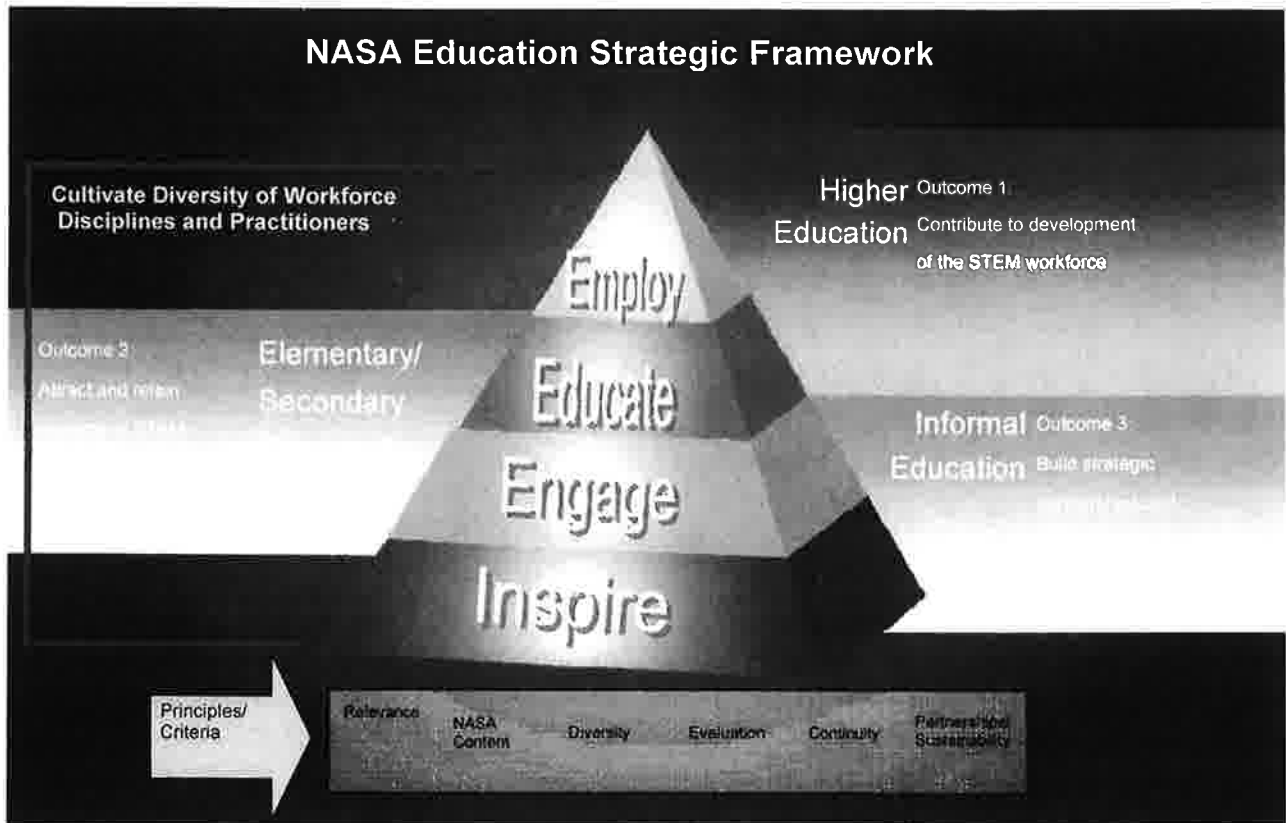 NASA Education Strategic Framework
Cultivate Diversity of Workforce
Disciplines and Practitioners
Higher
Education
Outcome 1
Contribute to development
of the STEM workforce
Employ
Outcome 2
Attract and retain
Elementary/
Secondary
Educate
Informal
Education
Outcome 3
Build strategic
Engage
Inspire
Principles/
Criteria
Relevance
NASA
Content
Diversity
Evaluation
Continuity
Partnerships/
Sustainability